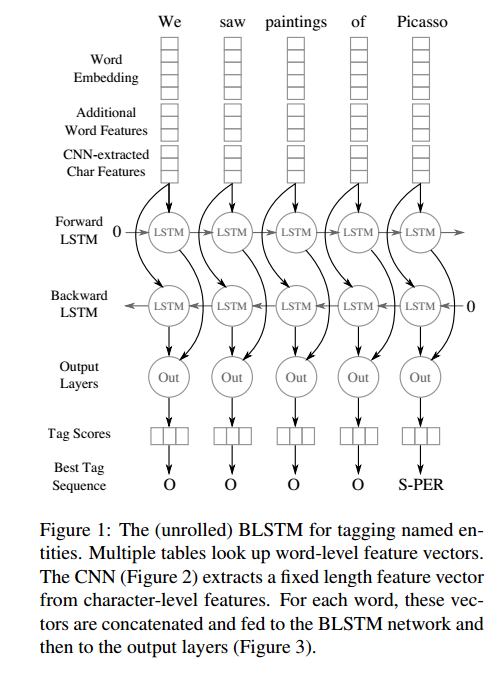 We saw paintings of Picasso
Word
Embedding
Additional
Word Features
CNN-extracted
Char Features
Forward
LSTM
0 LSTM LSTM LSTM LSTM LSTM
Backward
LSTM
LSTM LSTM LSTM LSTM LSTM 0
Output
Layers
Out Out Out Out Out
Tag Scores
Best Tag
Sequence
O O O O S-PER
Figure 1: The (unrolled) BLSTM for tagging named en-
tities. Multiple tables look up word-level feature vectors.
The CNN (Figure 2) extracts a fixed length feature vector
from character-level features. For each word, these vec-
tors are concatenated and fed to the BLSTM network and
then to the output layers (Figure 3).